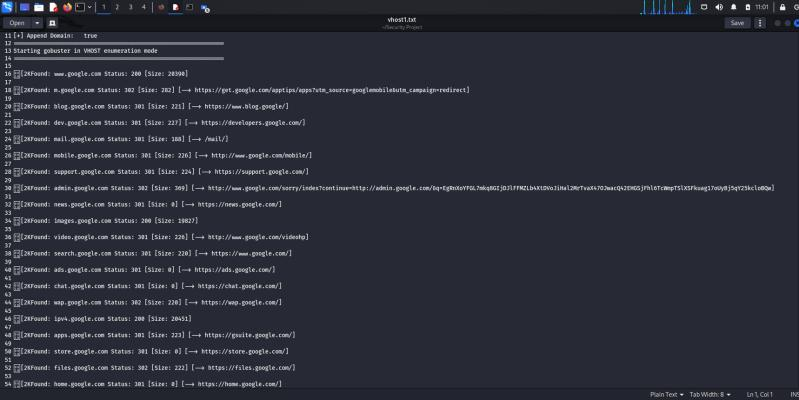 1 2 3 4
11:01
Open
vhost1.txt
~/Security Project
Save
11 [+] Append Domain: true
12 ===============================================================
13 Starting gobuster in VHOST enumeration mode
14 ===============================================================
15
16 [2KFound: www.google.com Status: 200 [Size: 20390]
17
18 [2KFound: m.google.com Status: 302 [Size: 282] [--> https://get.google.com/apptips/apps?utm_source=googlemobile&utm_campaign=redirect]
19
20 [2KFound: blog.google.com Status: 301 [Size: 221] [--> https://www.blog.google/]
21
22 [2KFound: dev.google.com Status: 301 [Size: 227] [--> https://developers.google.com/]
23
24 [2KFound: mail.google.com Status: 301 [Size: 188] [--> /mail/]
25
26 [2KFound: mobile.google.com Status: 301 [Size: 226] [--> http://www.google.com/mobile/]
27
28 [2KFound: support.google.com Status: 301 [Size: 224] [--> https://support.google.com/]
29
30 [2KFound: admin.google.com Status: 302 [Size: 369] [-->
31
32 [2KFound: news.google.com Status: 301 [Size: 0] [--> https://news.google.com/]
33
34 [2KFound: images.google.com Status: 200 [Size: 19827]
35
36 [2KFound: video.google.com Status: 301 [Size: 226] [--> http://www.google.com/videohp]
37
38 [2KFound: search.google.com Status: 301 [Size: 220] [--> https://www.google.com/]
39
40 [2KFound: ads.google.com Status: 301 [Size: 0] [--> https://ads.google.com/]
41
42 [2KFound: chat.google.com Status: 301 [Size: 0] [--> https://chat.google.com/]
43
44 [2KFound: wap.google.com Status: 302 [Size: 220] [--> https://wap.google.com/]
45
46 [2KFound: ipv4.google.com Status: 200 [Size: 20451]
47
48 [2KFound: apps.google.com Status: 301 [Size: 223] [--> https://gsuite.google.com/]
49
50 [2KFound: store.google.com Status: 301 [Size: 0] [--> https://store.google.com/]
51
52 [2KFound: files.google.com Status: 302 [Size: 222] [--> https://files.google.com/]
53
54 [2KFound: home.google.com Status: 301 [Size: 0] [--> https://home.google.com/]
Plain Text Tab Width: 8 Ln 1, Col 1 INS